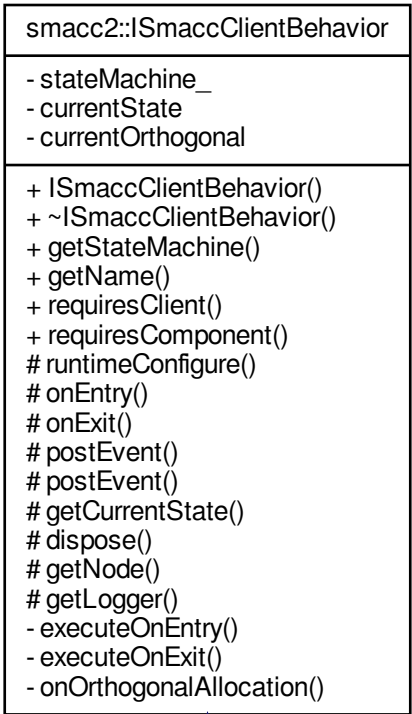 smacc2::ISmaccClientBehavior
- stateMachine_
- currentState
- currentOrthogonal
+ ISmaccClientBehavior()
+ ~ISmaccClientBehavior()
+ getStateMachine()
+ getName()
+ requiresClient()
+ requiresComponent()
# runtimeConfigure()
# onEntry()
# onExit()
# postEvent()
# postEvent()
# getCurrentState()
# dispose()
# getNode()
# getLogger()
- executeOnEntry()
- executeOnExit()
- onOrthogonalAllocation()